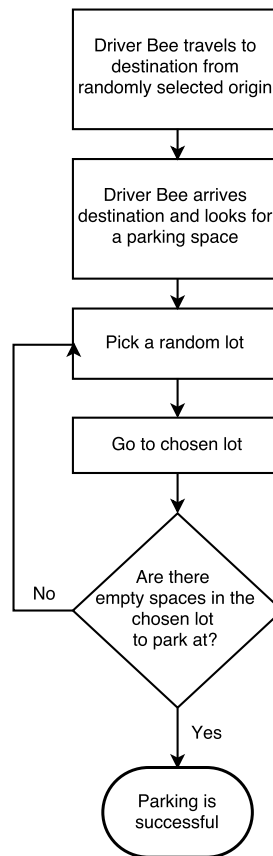 Driver Bee travels to
destination from
randomly selected origin
Driver Bee arrives
destination and looks for
a parking space
Pick a random lot
Go to chosen lot
Are there
empty spaces in the
chosen lot
to park at?
No
Yes
Parking is
successful